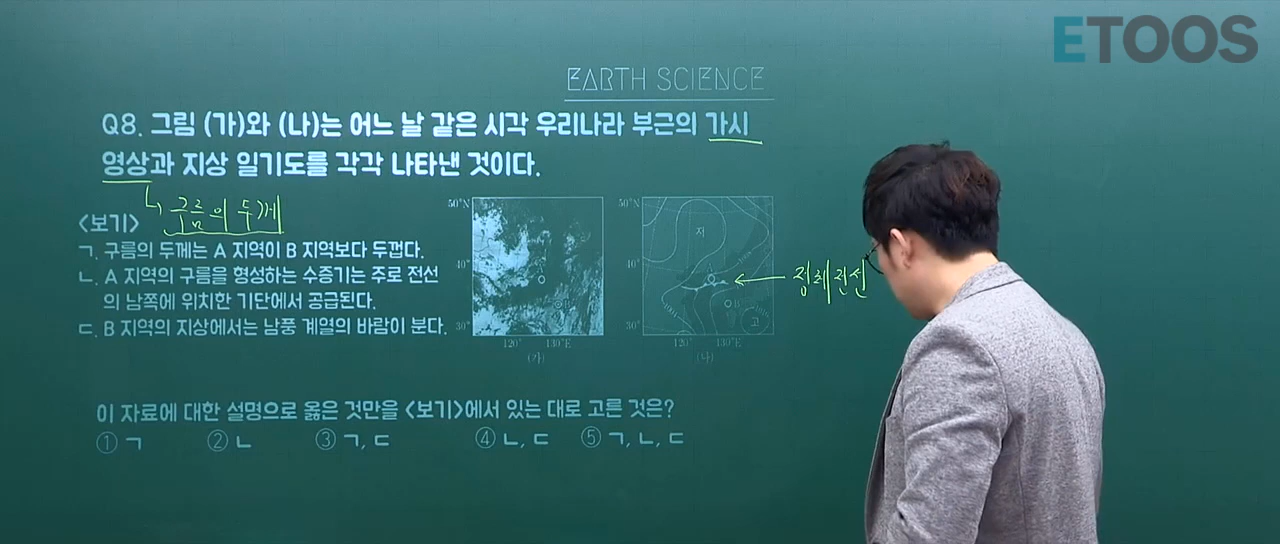 ETOOS
EARTH SCIENCE
Q8. 그림 (가)와 (나)는 어느 날 같은 시각 우리나라 부근의 가시
영상과 지상 일기도를 각각 나타낸 것이다.
구름의 두께
<보기>
ㄱ. 구름의 두께는 A 지역이 B 지역보다 두껍다.
ㄴ. A 지역의 구름을 형성하는 수증기는 주로 전선
의 남쪽에 위치한 기단에서 공급된다.
ㄷ. B 지역의 지상에서는 남풍 계열의 바람이 분다.
50°N
40°
30°
120° 130°E
(가)
50°N
저
40°
B
고
30°
120° 130°E
(나)
정체전선
이 자료에 대한 설명으로 옳은 것만을 <보기>에서 있는 대로 고른 것은?
① ㄱ ② ㄴ ③ ㄱ, ㄷ ④ ㄴ, ㄷ ⑤ ㄱ, ㄴ, ㄷ